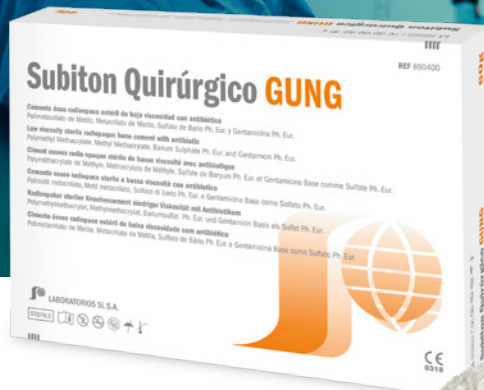 REF 880400
Subiton Quirúrgico GUNG
Cemento óseo radiopaco estéril de baja viscosidad con antibiótico
Polimetacrilato de Metilo, Metacrilato de Metilo, Sulfato de Bario Ph. Eur. y Gentamicina Ph. Eur.
Low viscosity sterile radiopaque bone cement with antibiotic
Polymethyl Methacrylate, Methyl Methacrylate, Barium Sulphate Ph. Eur. and Gentamicin Ph. Eur.
Ciment osseux radio-opaque stérile de basse viscosité avec antibiotique
Polyméthacrylate de Méthyle, Méthacrylate de Méthyle, Sulfate de Baryum Ph. Eur. et Gentamicine Base comme Sulfate Ph. Eur.
Cemento osseo radiopaco sterile a bassa viscosità con antibiotico
Polimetil metacrilato, Metil metacrilato, Solfato di bario Ph. Eur. e Gentamicina Base come Solfato Ph. Eur.
Radioopaker steriler Knochenzement niedriger Viskosität mit Antibiotikum
Polymethylmethacrylat, Methylmethacrylat, Bariumsulfat Ph. Eur. und Gentamicin Basis als Sulfat Ph. Eur.
Cimento ósseo radiopaco estéril de baixa viscosidade com antibiótico
Polimetacrilato de Metila, Metacrilato de Metila, Sulfato de Bário Ph. Eur. e Gentamicina Base como Sulfato Ph. Eur.
LABORATORIOS SL S.A.
CE
0318
60g
Subiton Quirúrgico GUNG